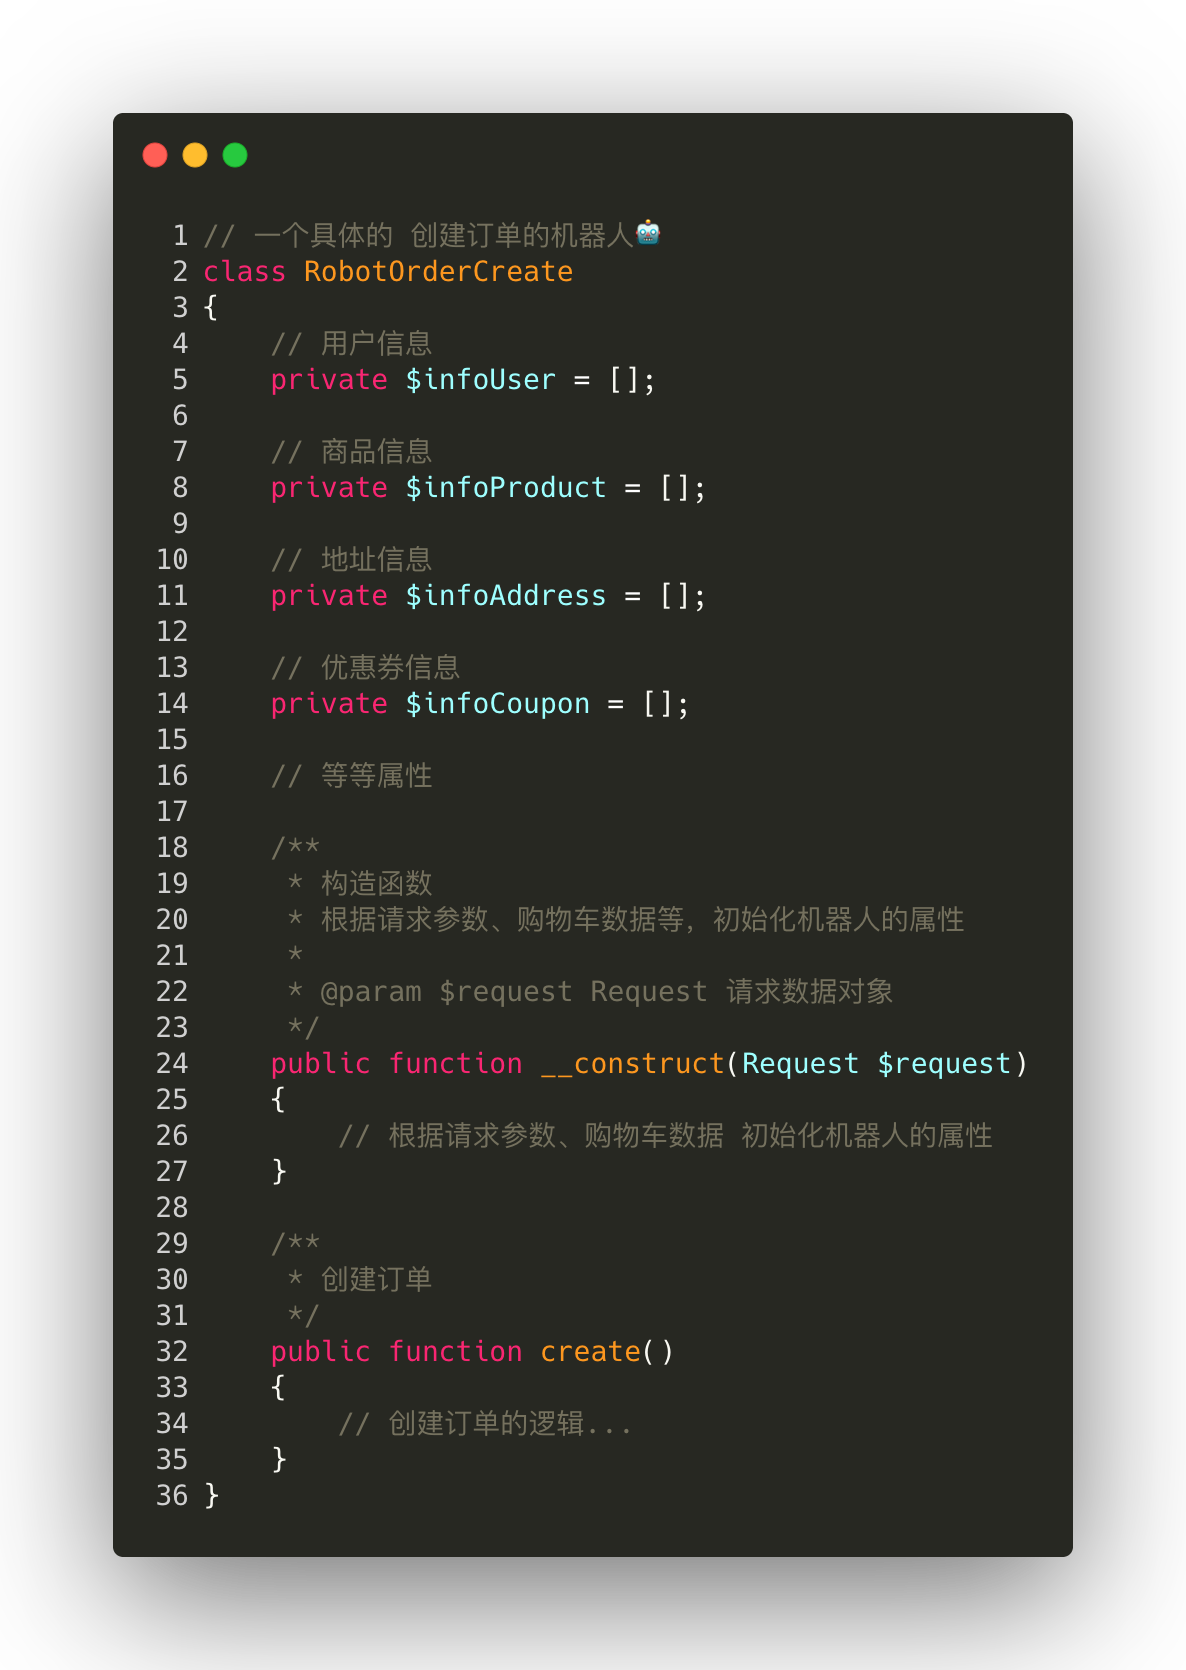 1 // 一个具体的 创建订单的机器人🤖
2 class RobotOrderCreate
3 {
4     // 用户信息
5     private $infoUser = [];
6
7     // 商品信息
8     private $infoProduct = [];
9
10     // 地址信息
11     private $infoAddress = [];
12
13     // 优惠券信息
14     private $infoCoupon = [];
15
16     // 等等属性
17
18     /**
19      * 构造函数
20      * 根据请求参数、购物车数据等，初始化机器人的属性
21      *
22      * @param $request Request 请求数据对象
23      */
24     public function __construct(Request $request)
25     {
26         // 根据请求参数、购物车数据 初始化机器人的属性
27     }
28
29     /**
30      * 创建订单
31      */
32     public function create()
33     {
34         // 创建订单的逻辑...
35     }
36 }